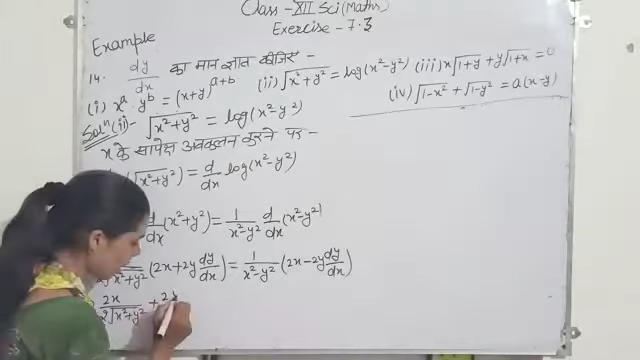 Class - XII Sci (Maths)
Exercise - 7.3
Example
14. dy/dx का मान ज्ञात कीजिए -
(i) x^a . y^b = (x+y)^(a+b) (ii) √(x²+y²) = log(x²-y²) (iii) x√(1+y) + y√(1+x) = 0
(iv) √(1-x²) + √(1-y²) = a(x-y)
Solⁿ (ii) - √(x²+y²) = log(x²-y²)
x के सापेक्ष अवकलन करने पर -
√(x²+y²) = d/dx log(x²-y²)
d/dx (x²+y²) = 1/(x²-y²) d/dx (x²-y²)
√(x²+y²) (2x+2y dy/dx) = 1/(x²-y²) (2x-2y dy/dx)
2x/(2√(x²+y²)) + 2